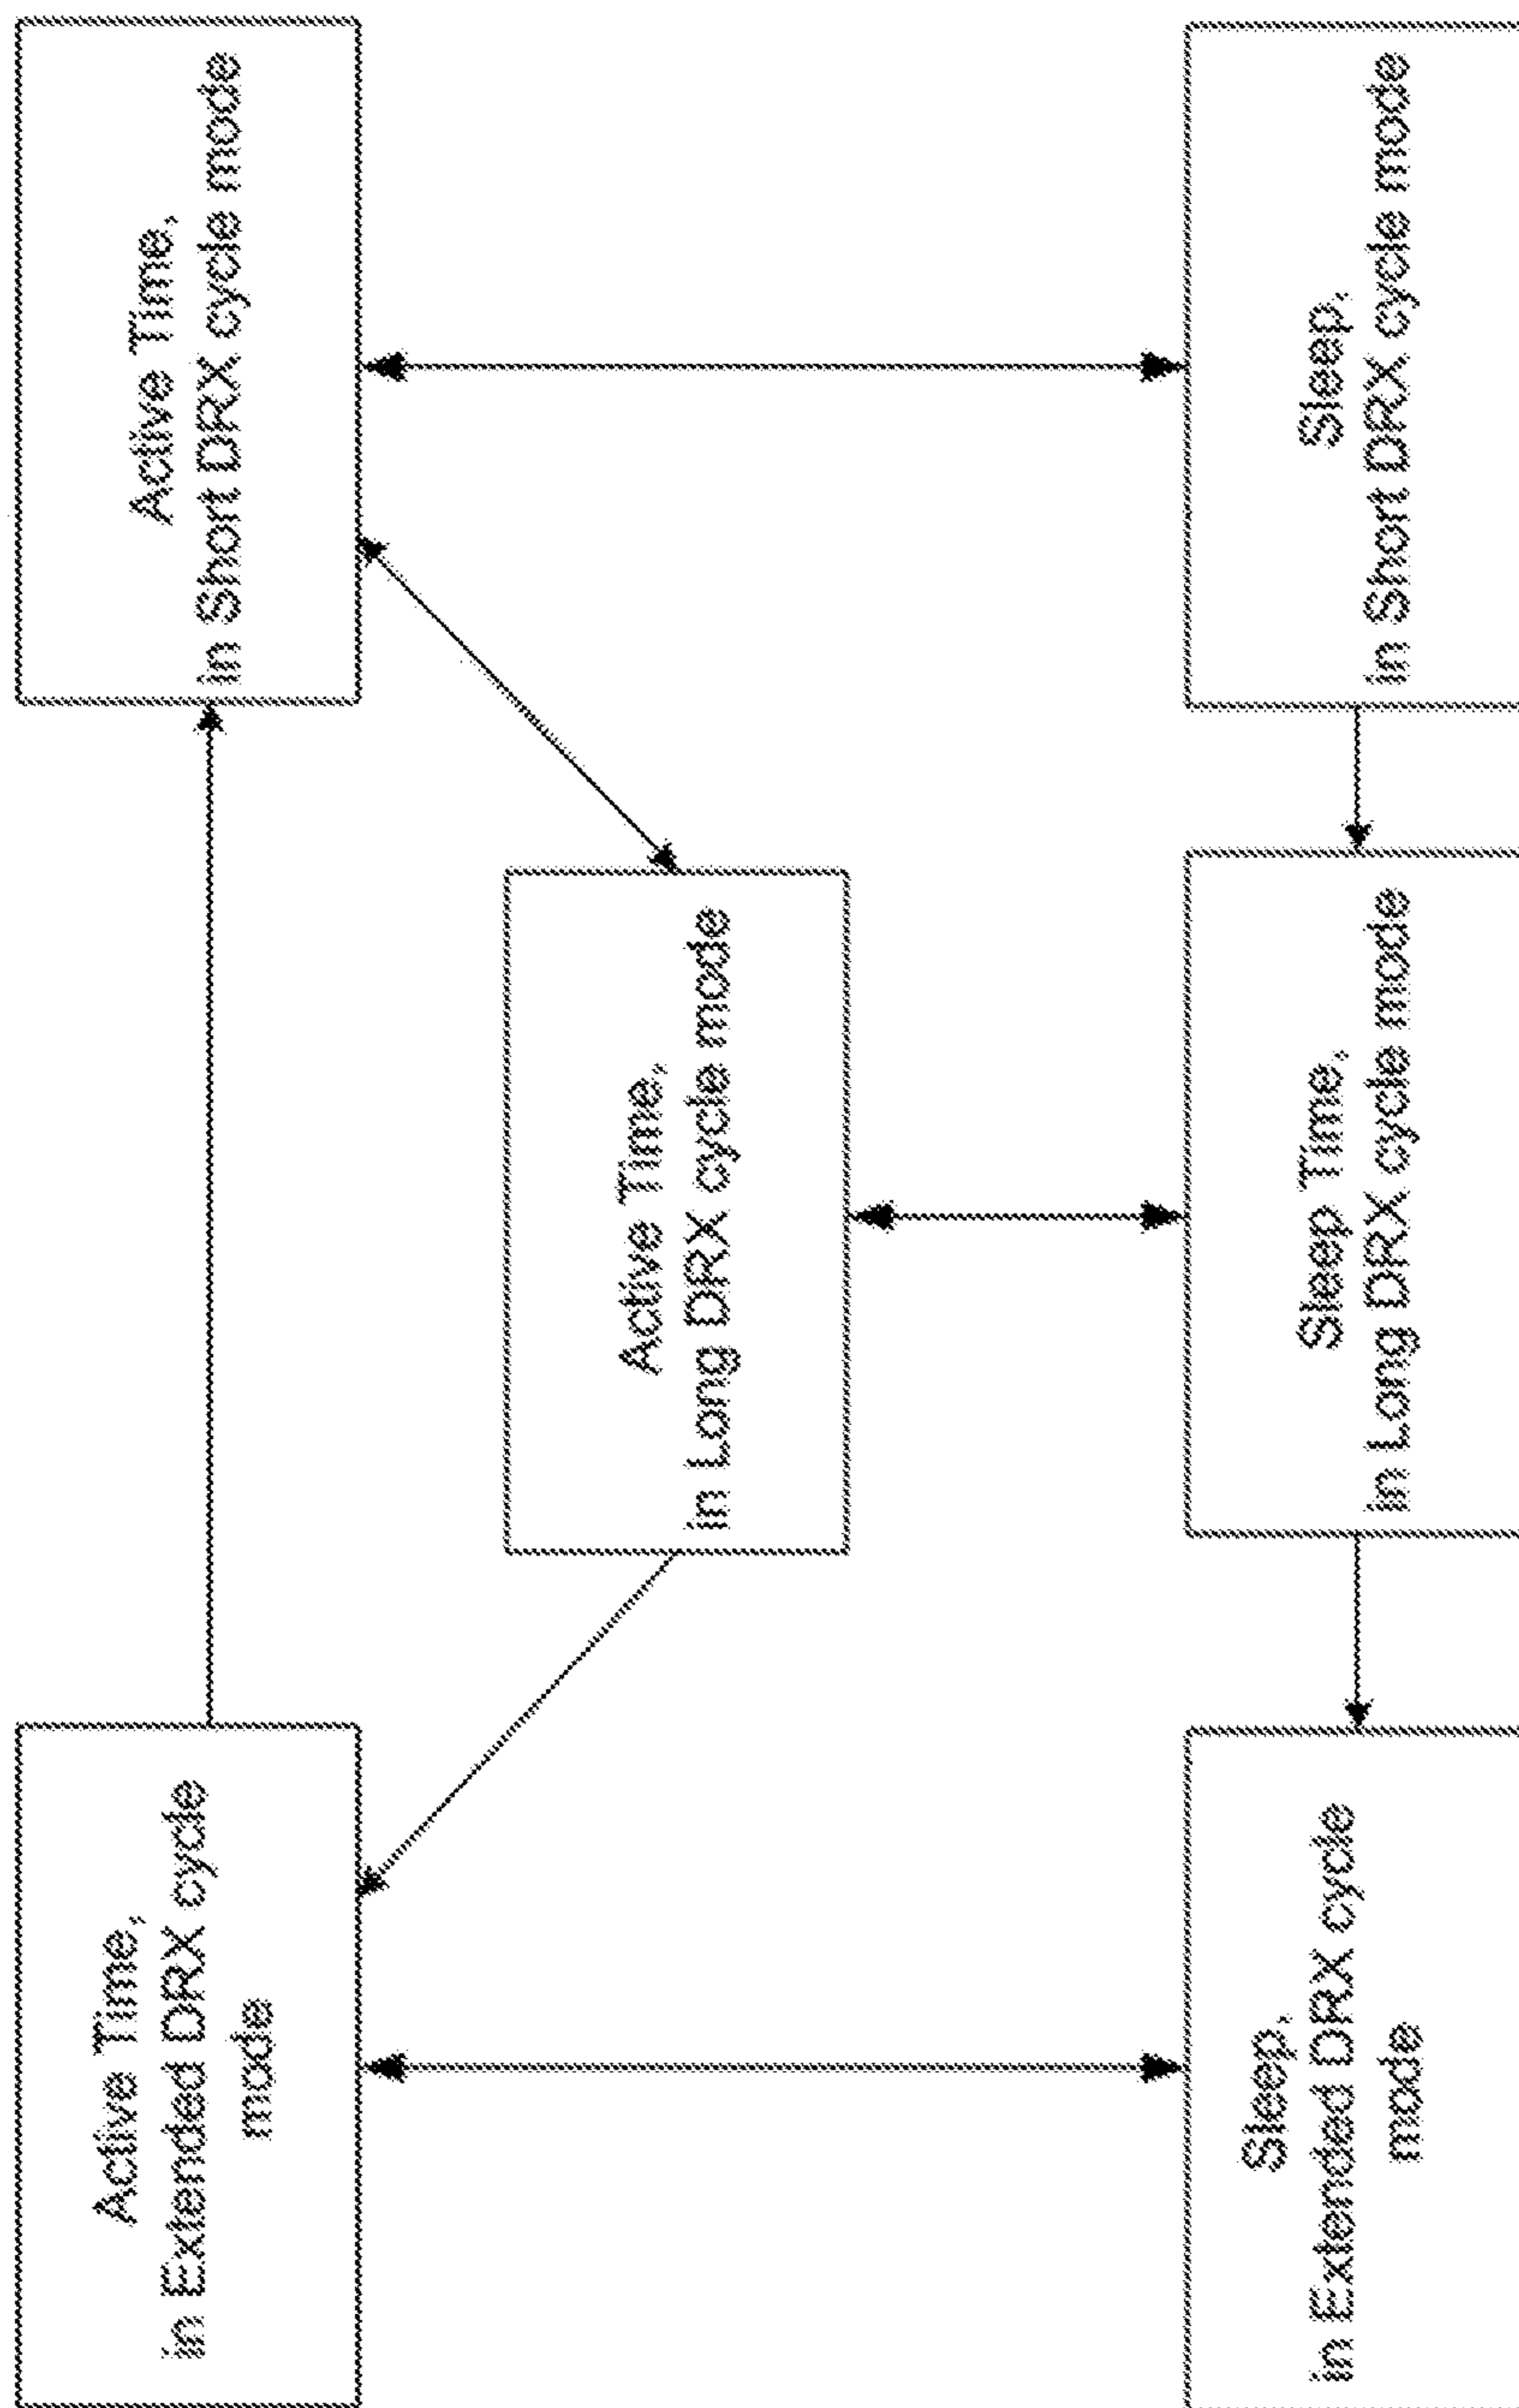 Active Time,
in Extended DRX cycle
mode
Active Time,
in Short DRX cycle mode
Active Time,
in Long DRX cycle mode
Sleep,
in Extended DRX cycle
mode
Sleep Time,
in Long DRX cycle mode
Sleep,
in Short DRX cycle mode